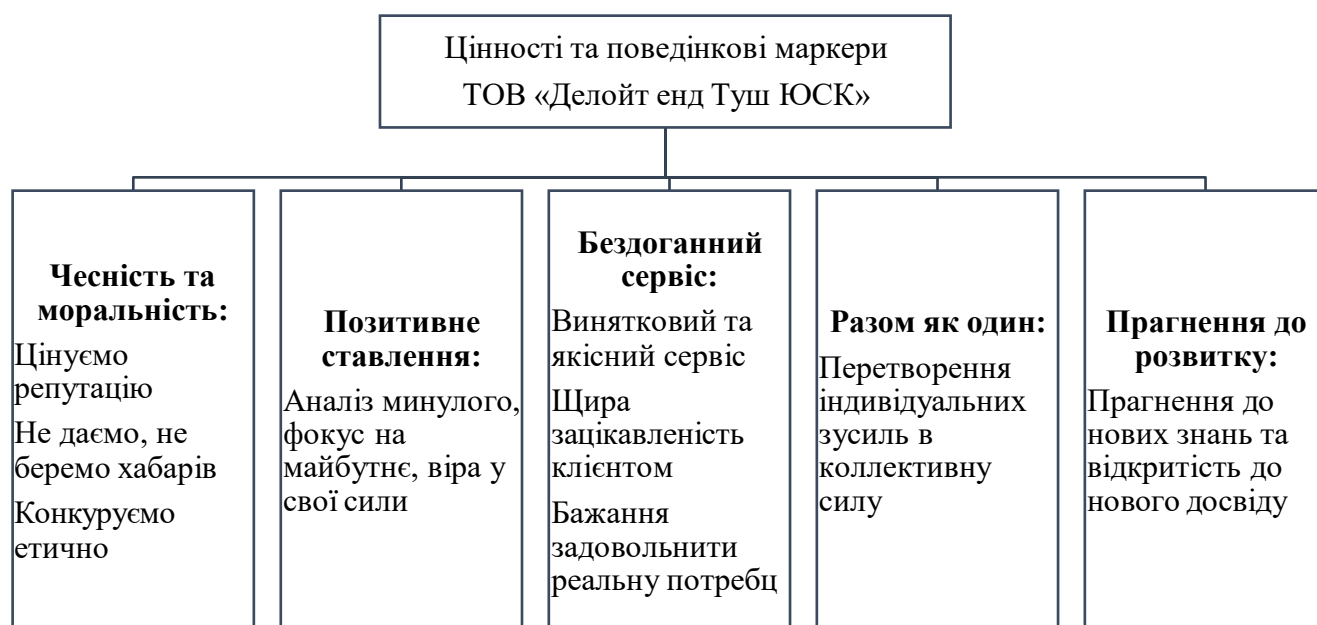 Цінності та поведінкові маркери
ТОВ «Делойт енд Туш ЮСК»
Чесність та
моральність:
Цінуємо
репутацію
Не даємо, не
беремо хабарів
Конкуруємо
етично
Позитивне
ставлення:
Аналіз минулого,
фокус на
майбутнє, віра у
свої сили
Бездоганний
сервіс:
Винятковий та
якісний сервіс
Щира
зацікавленість
клієнтом
Бажання
задовольнити
реальну потребц
Разом як один:
Перетворення
індивідуальних
зусиль в
коллективну
силу
Прагнення до
розвитку:
Прагнення до
нових знань та
відкритість до
нового досвіду